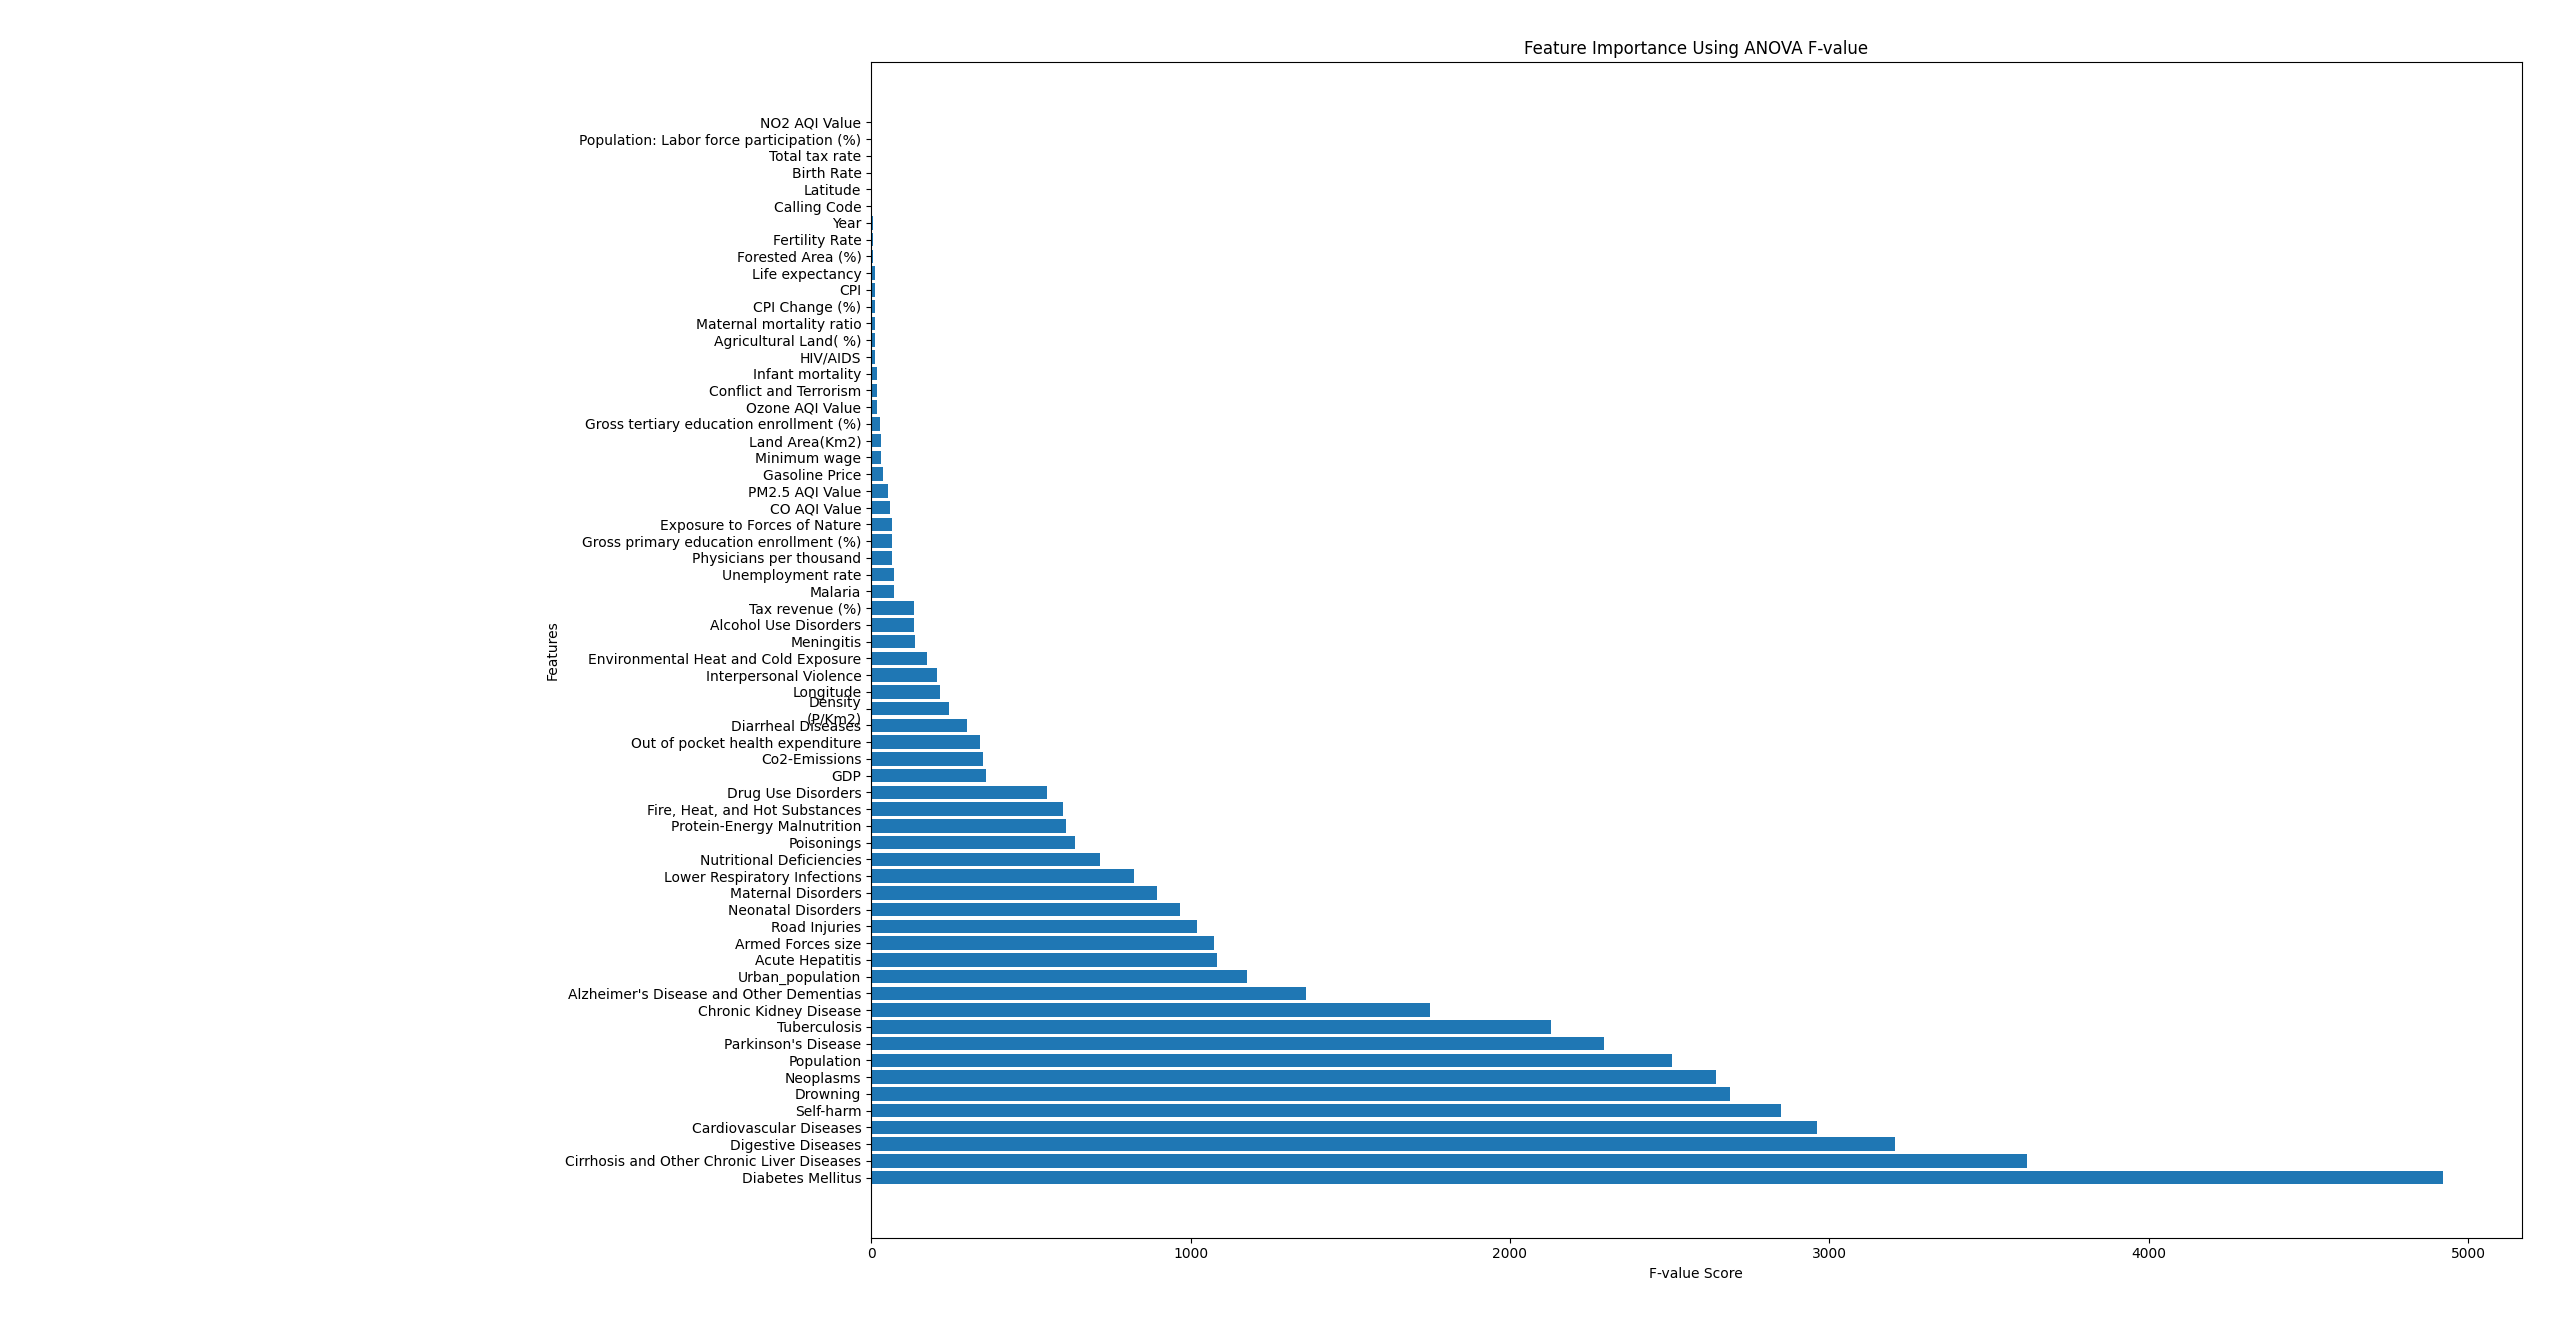 Feature Importance Using ANOVA F-value
NO2 AQI Value
Population: Labor force participation (%)
Total tax rate
Birth Rate
Latitude
Calling Code
Year
Fertility Rate
Forested Area (%)
Life expectancy
CPI
CPI Change (%)
Maternal mortality ratio
Agricultural Land( %)
HIV/AIDS
Infant mortality
Conflict and Terrorism
Ozone AQI Value
Gross tertiary education enrollment (%)
Land Area(Km2)
Minimum wage
Gasoline Price
PM2.5 AQI Value
CO AQI Value
Exposure to Forces of Nature
Gross primary education enrollment (%)
Physicians per thousand
Unemployment rate
Malaria
Tax revenue (%)
Alcohol Use Disorders
Meningitis
Environmental Heat and Cold Exposure
Interpersonal Violence
Longitude
Density
(P/Km2)
Diarrheal Diseases
Out of pocket health expenditure
Co2-Emissions
GDP
Drug Use Disorders
Fire, Heat, and Hot Substances
Protein-Energy Malnutrition
Poisonings
Nutritional Deficiencies
Lower Respiratory Infections
Maternal Disorders
Neonatal Disorders
Road Injuries
Armed Forces size
Acute Hepatitis
Urban_population
Alzheimer's Disease and Other Dementias
Chronic Kidney Disease
Tuberculosis
Parkinson's Disease
Population
Neoplasms
Drowning
Self-harm
Cardiovascular Diseases
Digestive Diseases
Cirrhosis and Other Chronic Liver Diseases
Diabetes Mellitus
Features
0 1000 2000 3000 4000 5000
F-value Score